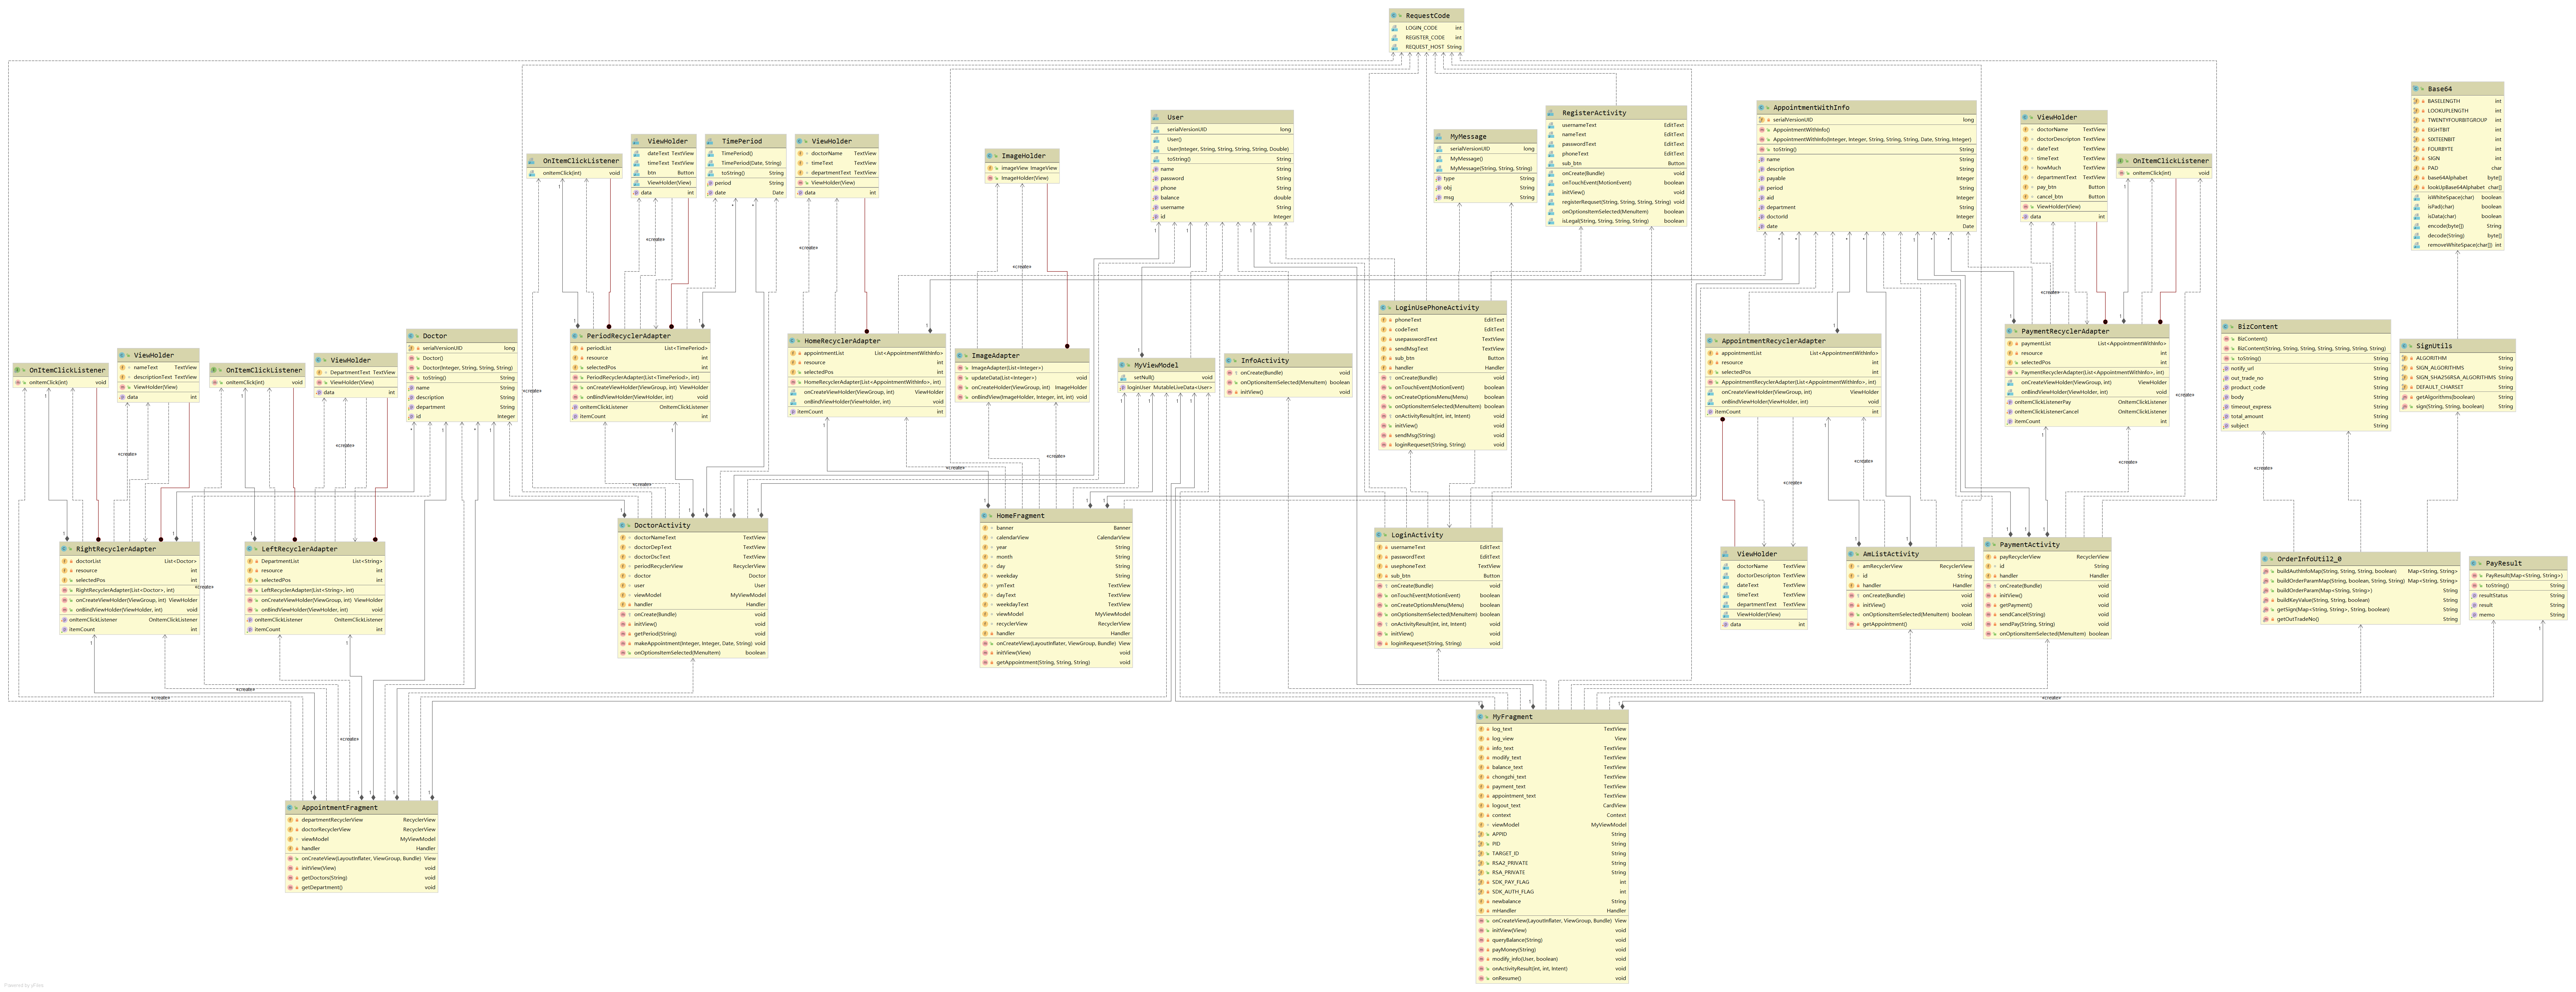 RequestCode
LOGIN_CODE int
REGISTER_CODE int
REQUEST_HOST String
Base64
BASELENGTH int
LOOKUPLENGTH int
TWENTYFOURBITGROUP int
EIGHTBIT int
SIXTEENBIT int
FOURBYTE int
SIGN int
PAD char
base64Alphabet byte[]
lookUpBase64Alphabet char[]
isWhiteSpace(char) boolean
isPad(char) boolean
isData(char) boolean
encode(byte[]) String
decode(String) byte[]
removeWhiteSpace(char[]) int
AppointmentWithInfo
serialVersionUID long
AppointmentWithInfo()
AppointmentWithInfo(Integer, Integer, String, String, String, Date, String, Integer)
toString() String
name String
description String
payable Integer
period String
aid Integer
department String
doctorId Integer
date Date
RegisterActivity
usernameText EditText
nameText EditText
passwordText EditText
phoneText EditText
sub_btn Button
onCreate(Bundle) void
onTouchEvent(MotionEvent) boolean
initView() void
registerRequset(String, String, String, String) void
onOptionsItemSelected(MenuItem) boolean
isLegal(String, String, String, String) boolean
User
serialVersionUID long
User()
User(Integer, String, String, String, String, Double)
toString() String
name String
password String
phone String
balance double
username String
id Integer
ViewHolder
doctorName TextView
doctorDescripton TextView
dateText TextView
timeText TextView
howMuch TextView
departmentText TextView
pay_btn Button
cancel_btn Button
ViewHolder(View)
data int
MyMessage
serialVersionUID long
MyMessage()
MyMessage(String, String, String)
type String
obj String
msg String
ViewHolder
dateText TextView
timeText TextView
btn Button
ViewHolder(View)
data int
TimePeriod
TimePeriod()
TimePeriod(Date, String)
toString() String
period String
date Date
ViewHolder
doctorName TextView
timeText TextView
departmentText TextView
ViewHolder(View)
data int
ImageHolder
imageView ImageView
ImageHolder(View)
OnItemClickListener
onitemClick(int) void
OnItemClickListener
onitemClick(int) void
LoginUsePhoneActivity
phoneText EditText
codeText EditText
usepasswordText EditText
sendMsgText TextView
sub_btn Button
handler Handler
onCreate(Bundle) void
onTouchEvent(MotionEvent) boolean
onCreateOptionsMenu(Menu) boolean
onOptionsItemSelected(MenuItem) boolean
onActivityResult(int, int, Intent) void
initView() void
sendMsg(String) void
loginRequeset(String, String) void
BizContent
BizContent()
BizContent(String, String, String, String, String, String, String)
toString() String
notify_url String
out_trade_no String
product_code String
body String
timeout_express String
total_amount String
subject String
PaymentRecyclerAdapter
paymentList List<AppointmentWithInfo>
resource int
selectedPos int
PaymentRecyclerAdapter(List<AppointmentWithInfo>, int)
onCreateViewHolder(ViewGroup, int) ViewHolder
onBindViewHolder(ViewHolder, int) void
onitemClickListenerPay OnItemClickListener
onitemClickListenerCancel OnItemClickListener
itemCount int
Doctor
serialVersionUID long
Doctor()
Doctor(Integer, String, String, String)
toString() String
name String
description String
department String
id Integer
PeriodRecyclerAdapter
periodList List<TimePeriod>
resource int
selectedPos int
PeriodRecyclerAdapter(List<TimePeriod>, int)
onCreateViewHolder(ViewGroup, int) ViewHolder
onBindViewHolder(ViewHolder, int) void
onitemClickListener OnItemClickListener
itemCount int
HomeRecyclerAdapter
appointmentList List<AppointmentWithInfo>
resource int
selectedPos int
HomeRecyclerAdapter(List<AppointmentWithInfo>, int)
onCreateViewHolder(ViewGroup, int) ViewHolder
onBindViewHolder(ViewHolder, int) void
itemCount int
AppointmentRecyclerAdapter
appointmentList List<AppointmentWithInfo>
resource int
selectedPos int
AppointmentRecyclerAdapter(List<AppointmentWithInfo>, int)
onCreateViewHolder(ViewGroup, int) ViewHolder
onBindViewHolder(ViewHolder, int) void
itemCount int
SignUtils
ALGORITHM String
SIGN_ALGORITHMS String
SIGN_SHA256RSA_ALGORITHMS String
DEFAULT_CHARSET String
getAlgorithms(boolean) String
sign(String, String, boolean) String
ImageAdapter
ImageAdapter(List<Integer>)
updateData(List<Integer>) void
onCreateHolder(ViewGroup, int) ImageHolder
onBindView(ImageHolder, Integer, int, int) void
MyViewModel
setNull() void
loginUser MutableLiveData<User>
InfoActivity
onCreate(Bundle) void
onOptionsItemSelected(MenuItem) boolean
initView() void
OnItemClickListener
onitemClick(int) void
ViewHolder
nameText TextView
descriptionText TextView
ViewHolder(View)
data int
OnItemClickListener
onitemClick(int) void
ViewHolder
DepartmentText TextView
ViewHolder(View)
data int
HomeFragment
banner Banner
calendarView CalendarView
year String
month String
day String
weekday String
ymText TextView
dayText TextView
weekdayText TextView
viewModel MyViewModel
recyclerView RecyclerView
handler Handler
onCreateView(LayoutInflater, ViewGroup, Bundle) View
initView(View) void
getAppointment(String, String, String) void
DoctorActivity
doctorNameText TextView
doctorDepText TextView
doctorDscText TextView
periodRecyclerView RecyclerView
doctor Doctor
user User
viewModel MyViewModel
handler Handler
onCreate(Bundle) void
initView() void
getPeriod(String) void
makeAppointment(Integer, Integer, Date, String) void
onOptionsItemSelected(MenuItem) boolean
LoginActivity
usernameText EditText
passwordText EditText
usephoneText TextView
sub_btn Button
onCreate(Bundle) void
onTouchEvent(MotionEvent) boolean
onCreateOptionsMenu(Menu) boolean
onOptionsItemSelected(MenuItem) boolean
onActivityResult(int, int, Intent) void
initView() void
loginRequeset(String, String) void
RightRecyclerAdapter
doctorList List<Doctor>
resource int
selectedPos int
RightRecyclerAdapter(List<Doctor>, int)
onCreateViewHolder(ViewGroup, int) ViewHolder
onBindViewHolder(ViewHolder, int) void
onitemClickListener OnItemClickListener
itemCount int
LeftRecyclerAdapter
DepartmentList List<String>
resource int
selectedPos int
LeftRecyclerAdapter(List<String>, int)
onCreateViewHolder(ViewGroup, int) ViewHolder
onBindViewHolder(ViewHolder, int) void
onitemClickListener OnItemClickListener
itemCount int
ViewHolder
doctorName TextView
doctorDescripton TextView
dateText TextView
timeText TextView
departmentText TextView
ViewHolder(View)
data int
AmListActivity
amRecyclerView RecyclerView
id String
handler Handler
onCreate(Bundle) void
initView() void
onOptionsItemSelected(MenuItem) boolean
getAppointment() void
PaymentActivity
payRecyclerView RecyclerView
id String
handler Handler
onCreate(Bundle) void
initView() void
getPayment() void
sendCancel(String) void
sendPay(String, String) void
onOptionsItemSelected(MenuItem) boolean
OrderInfoUtil2_0
buildAuthInfoMap(String, String, String, boolean) Map<String, String>
buildOrderParamMap(String, boolean, String, String) Map<String, String>
buildOrderParam(Map<String, String>) String
buildKeyValue(String, String, boolean) String
getSign(Map<String, String>, String, boolean) String
getOutTradeNo() String
PayResult
PayResult(Map<String, String>)
toString() String
resultStatus String
result String
memo String
MyFragment
log_text TextView
log_view View
info_text TextView
modify_text TextView
balance_text TextView
chongzhi_text TextView
payment_text TextView
appointment_text TextView
logout_text CardView
context Context
viewModel MyViewModel
APPID String
PID String
TARGET_ID String
RSA2_PRIVATE String
RSA_PRIVATE String
SDK_PAY_FLAG int
SDK_AUTH_FLAG int
newbalance String
mHandler Handler
onCreateView(LayoutInflater, ViewGroup, Bundle) View
initView(View) void
queryBalance(String) void
payMoney(String) void
modify_info(User, boolean) void
onActivityResult(int, int, Intent) void
onResume() void
AppointmentFragment
departmentRecyclerView RecyclerView
doctorRecyclerView RecyclerView
viewModel MyViewModel
handler Handler
onCreateView(LayoutInflater, ViewGroup, Bundle) View
initView(View) void
getDoctors(String) void
getDepartment() void
Powered by yFiles